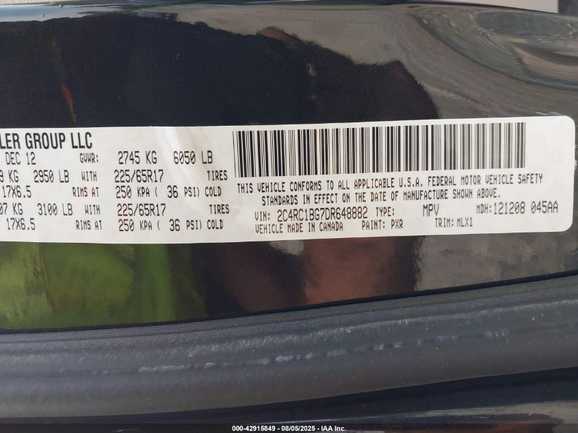 LER GROUP LLC
DEC 12 GVWR: 2745 KG 6050 LB
KG 2950 LB WITH 225/65R17 TIRES
17X6.5 RIMS AT 250 KPA ( 36 PSI) COLD
07 KG 3100 LB WITH 225/65R17 TIRES
17X6.5 RIMS AT 250 KPA ( 36 PSI) COLD
THIS VEHICLE CONFORMS TO ALL APPLICABLE U.S.A. FEDERAL MOTOR VEHICLE SAFETY
STANDARDS IN EFFECT ON THE DATE OF MANUFACTURE SHOWN ABOVE.
VIN: 2C4RC1BG7DR648882 TYPE: MPV MDH: 121208 045AA
VEHICLE MADE IN CANADA PAINT: PXR TRIM: MLX1
000-42915849 08/05/2025 IAA Inc.